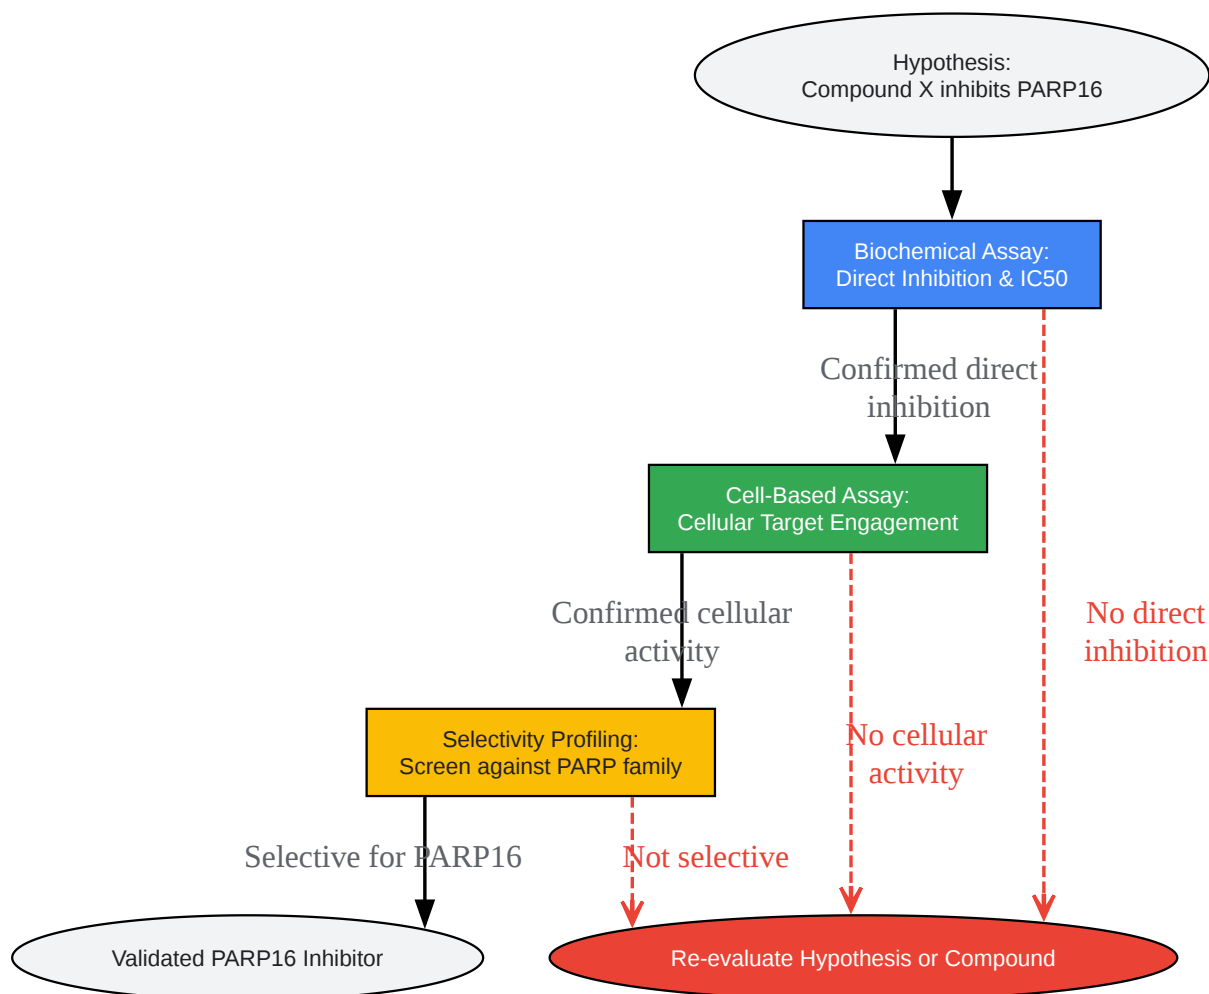 Hypothesis:
Compound X inhibits PARP16
Biochemical Assay:
Direct Inhibition & IC50
Confirmed direct
inhibition
Cell-Based Assay:
Cellular Target Engagement
Confirmed cellular
activity
No direct
inhibition
Selectivity Profiling:
Screen against PARP family
No cellular
activity
Selective for PARP16
Not selective
Validated PARP16 Inhibitor
Re-evaluate Hypothesis or Compound